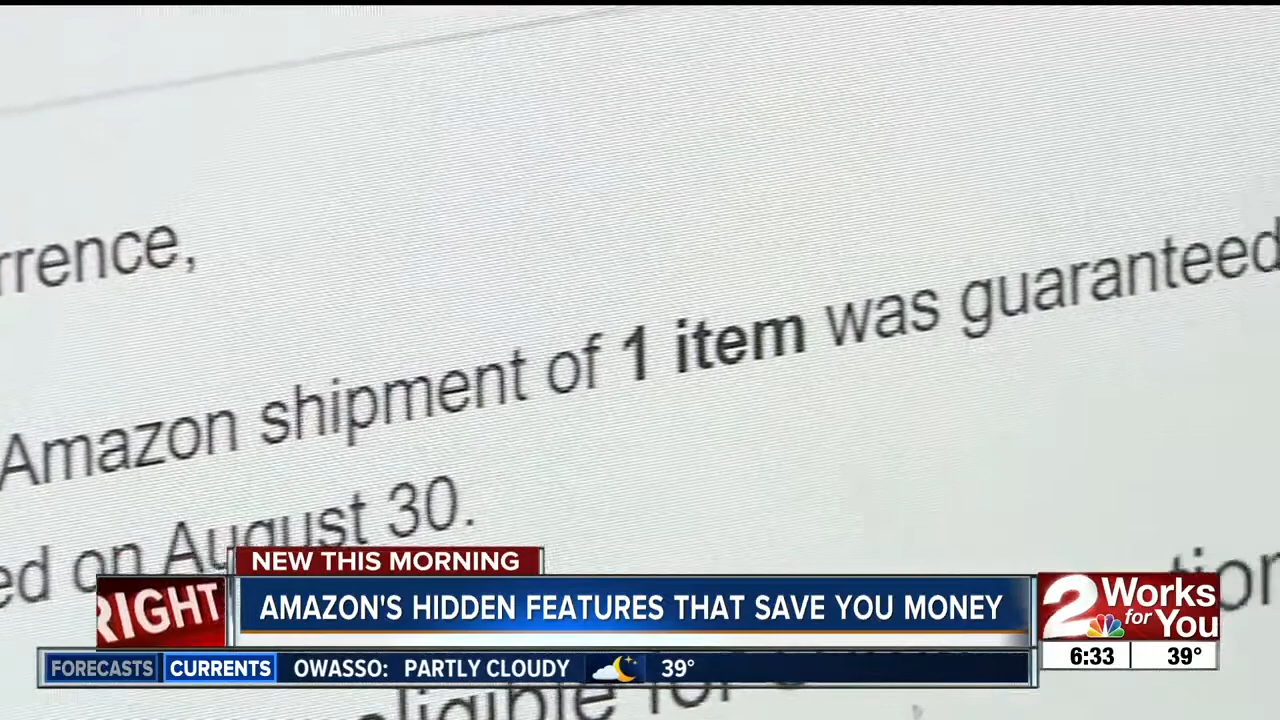 rrence,
Amazon shipment of 1 item was guaranteed
ed on August 30.
NEW THIS MORNING
RIGHT
AMAZON'S HIDDEN FEATURES THAT SAVE YOU MONEY
2 Works for You
FORECASTS CURRENTS OWASSO: PARTLY CLOUDY 39°
6:33 39°